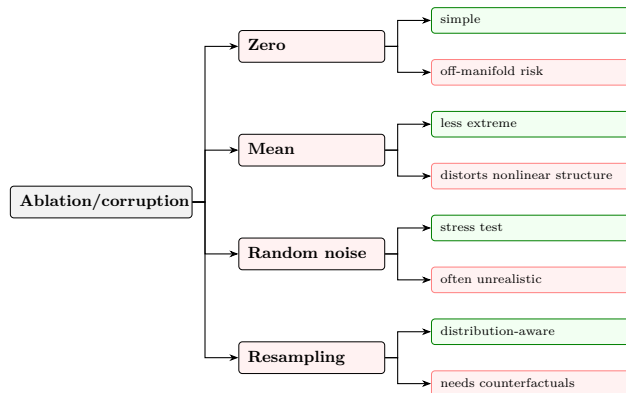 Ablation/corruption
Zero
simple
off-manifold risk
Mean
less extreme
distorts nonlinear structure
Random noise
stress test
often unrealistic
Resampling
distribution-aware
needs counterfactuals